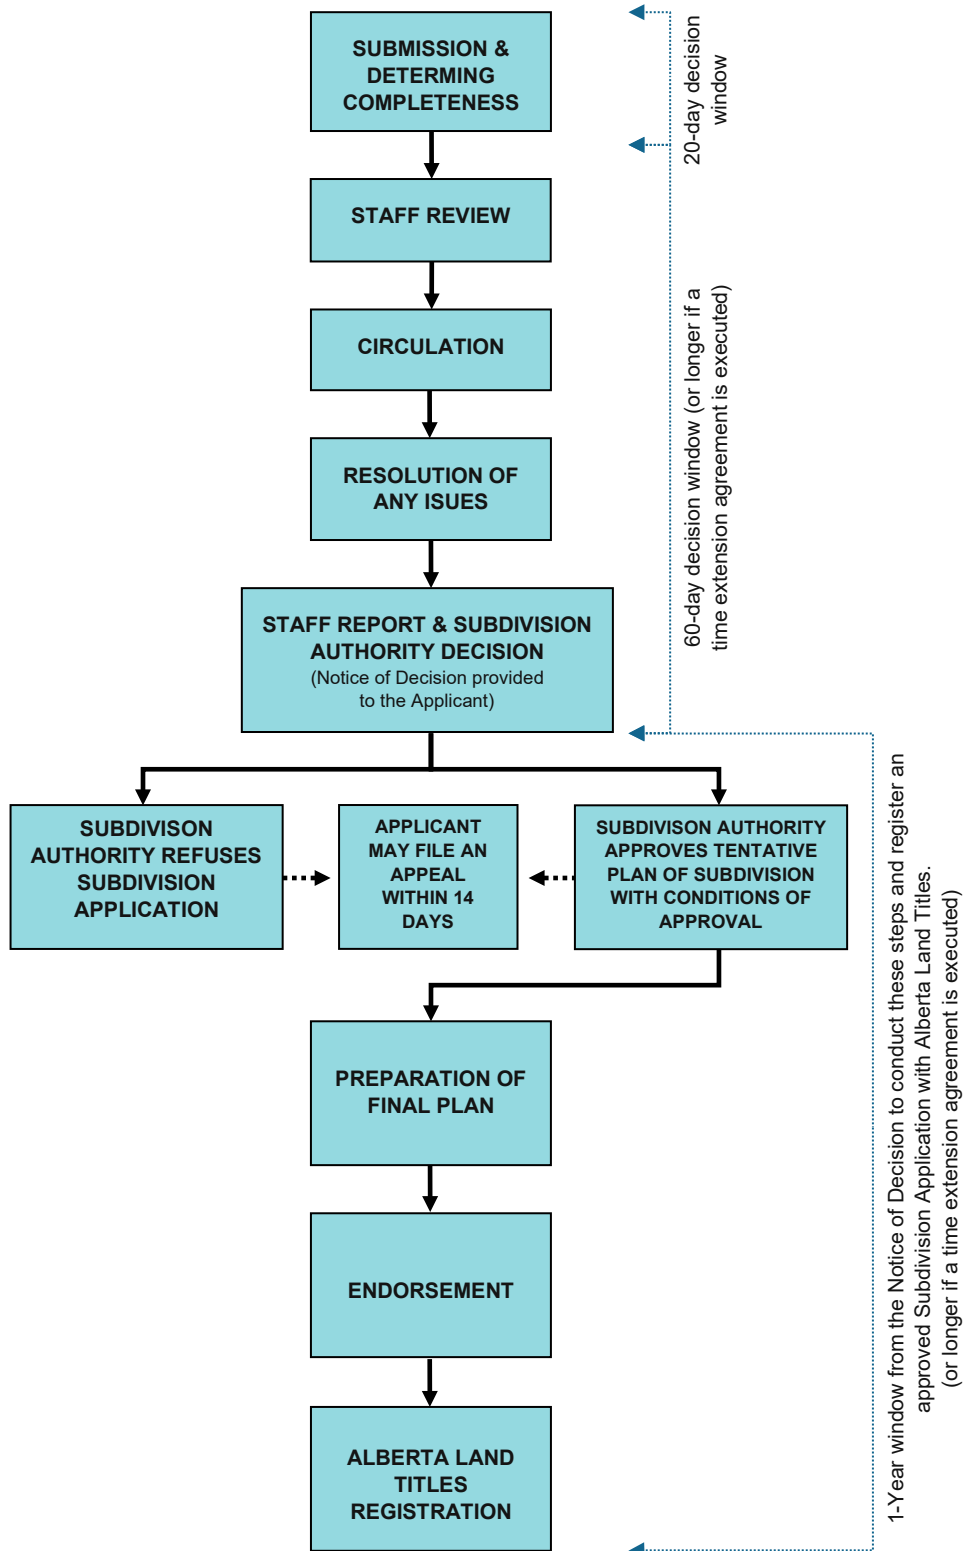 SUBMISSION &
DETERMING
COMPLETENESS
20-day decision
window
STAFF REVIEW
CIRCULATION
60-day decision window (or longer if a
time extension agreement is executed)
RESOLUTION OF
ANY ISUES
STAFF REPORT & SUBDIVISION
AUTHORITY DECISION
(Notice of Decision provided
to the Applicant)
SUBDIVISON
AUTHORITY REFUSES
SUBDIVISION
APPLICATION
APPLICANT
MAY FILE AN
APPEAL
WITHIN 14
DAYS
SUBDIVISON AUTHORITY
APPROVES TENTATIVE
PLAN OF SUBDIVISION
WITH CONDITIONS OF
APPROVAL
PREPARATION OF
FINAL PLAN
ENDORSEMENT
ALBERTA LAND
TITLES
REGISTRATION
1-Year window from the Notice of Decision to conduct these steps and register an
approved Subdivision Application with Alberta Land Titles.
(or longer if a time extension agreement is executed)